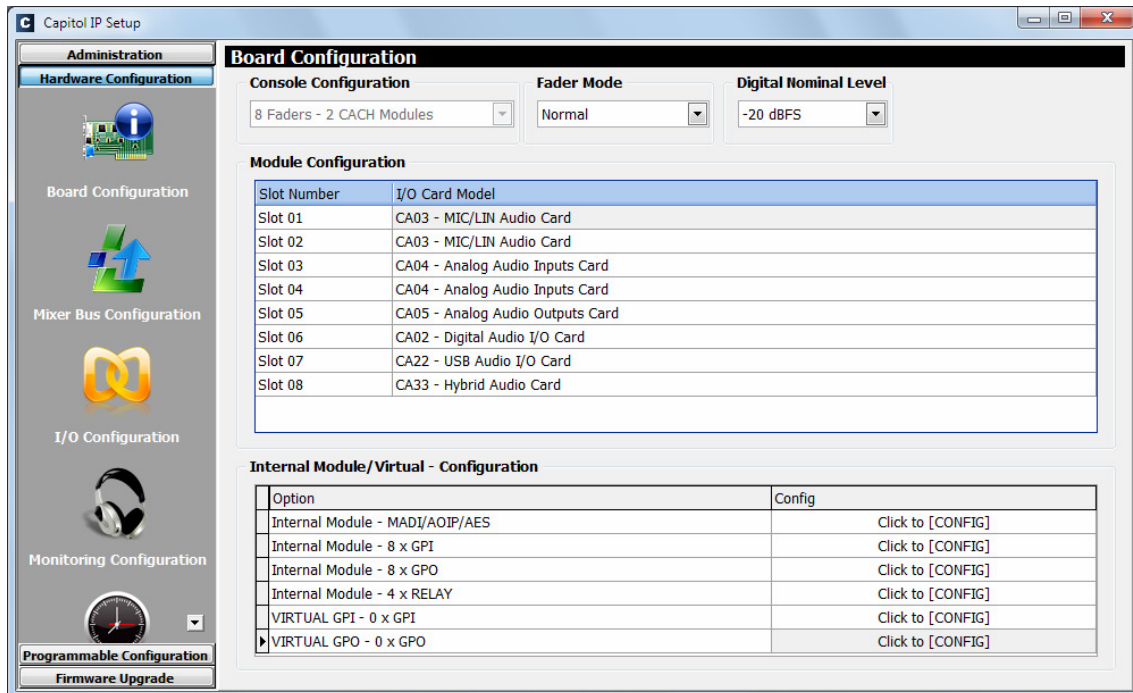 C Capitol IP Setup
Administration
Hardware Configuration
Board Configuration
Mixer Bus Configuration
I/O Configuration
Monitoring Configuration
Programmable Configuration
Firmware Upgrade
Board Configuration
Console Configuration Fader Mode Digital Nominal Level
8 Faders - 2 CACH Modules Normal -20 dBFS
Module Configuration
Slot Number I/O Card Model
Slot 01 CA03 - MIC/LIN Audio Card
Slot 02 CA03 - MIC/LIN Audio Card
Slot 03 CA04 - Analog Audio Inputs Card
Slot 04 CA04 - Analog Audio Inputs Card
Slot 05 CA05 - Analog Audio Outputs Card
Slot 06 CA02 - Digital Audio I/O Card
Slot 07 CA22 - USB Audio I/O Card
Slot 08 CA33 - Hybrid Audio Card
Internal Module/Virtual - Configuration
Option Config
Internal Module - MADI/AOIP/AES Click to [CONFIG]
Internal Module - 8 x GPI Click to [CONFIG]
Internal Module - 8 x GPO Click to [CONFIG]
Internal Module - 4 x RELAY Click to [CONFIG]
VIRTUAL GPI - 0 x GPI Click to [CONFIG]
VIRTUAL GPO - 0 x GPO Click to [CONFIG]